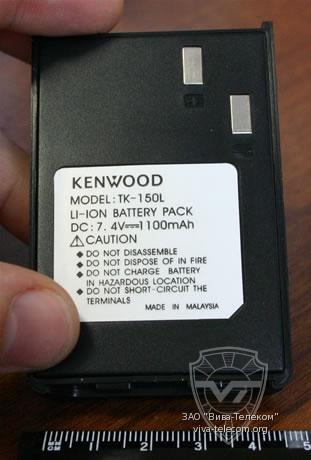 KENWOOD
MODEL: TK-150L
LI-ION BATTERY PACK
DC: 7.4V⎓1100mAh
⚠CAUTION
◆ DO NOT DISASSEMBLE
◆ DO NOT DISPOSE OF IN FIRE
◆ DO NOT CHARGE BATTERY
IN HAZARDOUS LOCATION
◆ DO NOT SHORT-CIRCUIT THE
TERMINALS
MADE IN MALAYSIA
ЗАО "Вива-Телеком"
viva-telecom.org
1 2 3 4 5